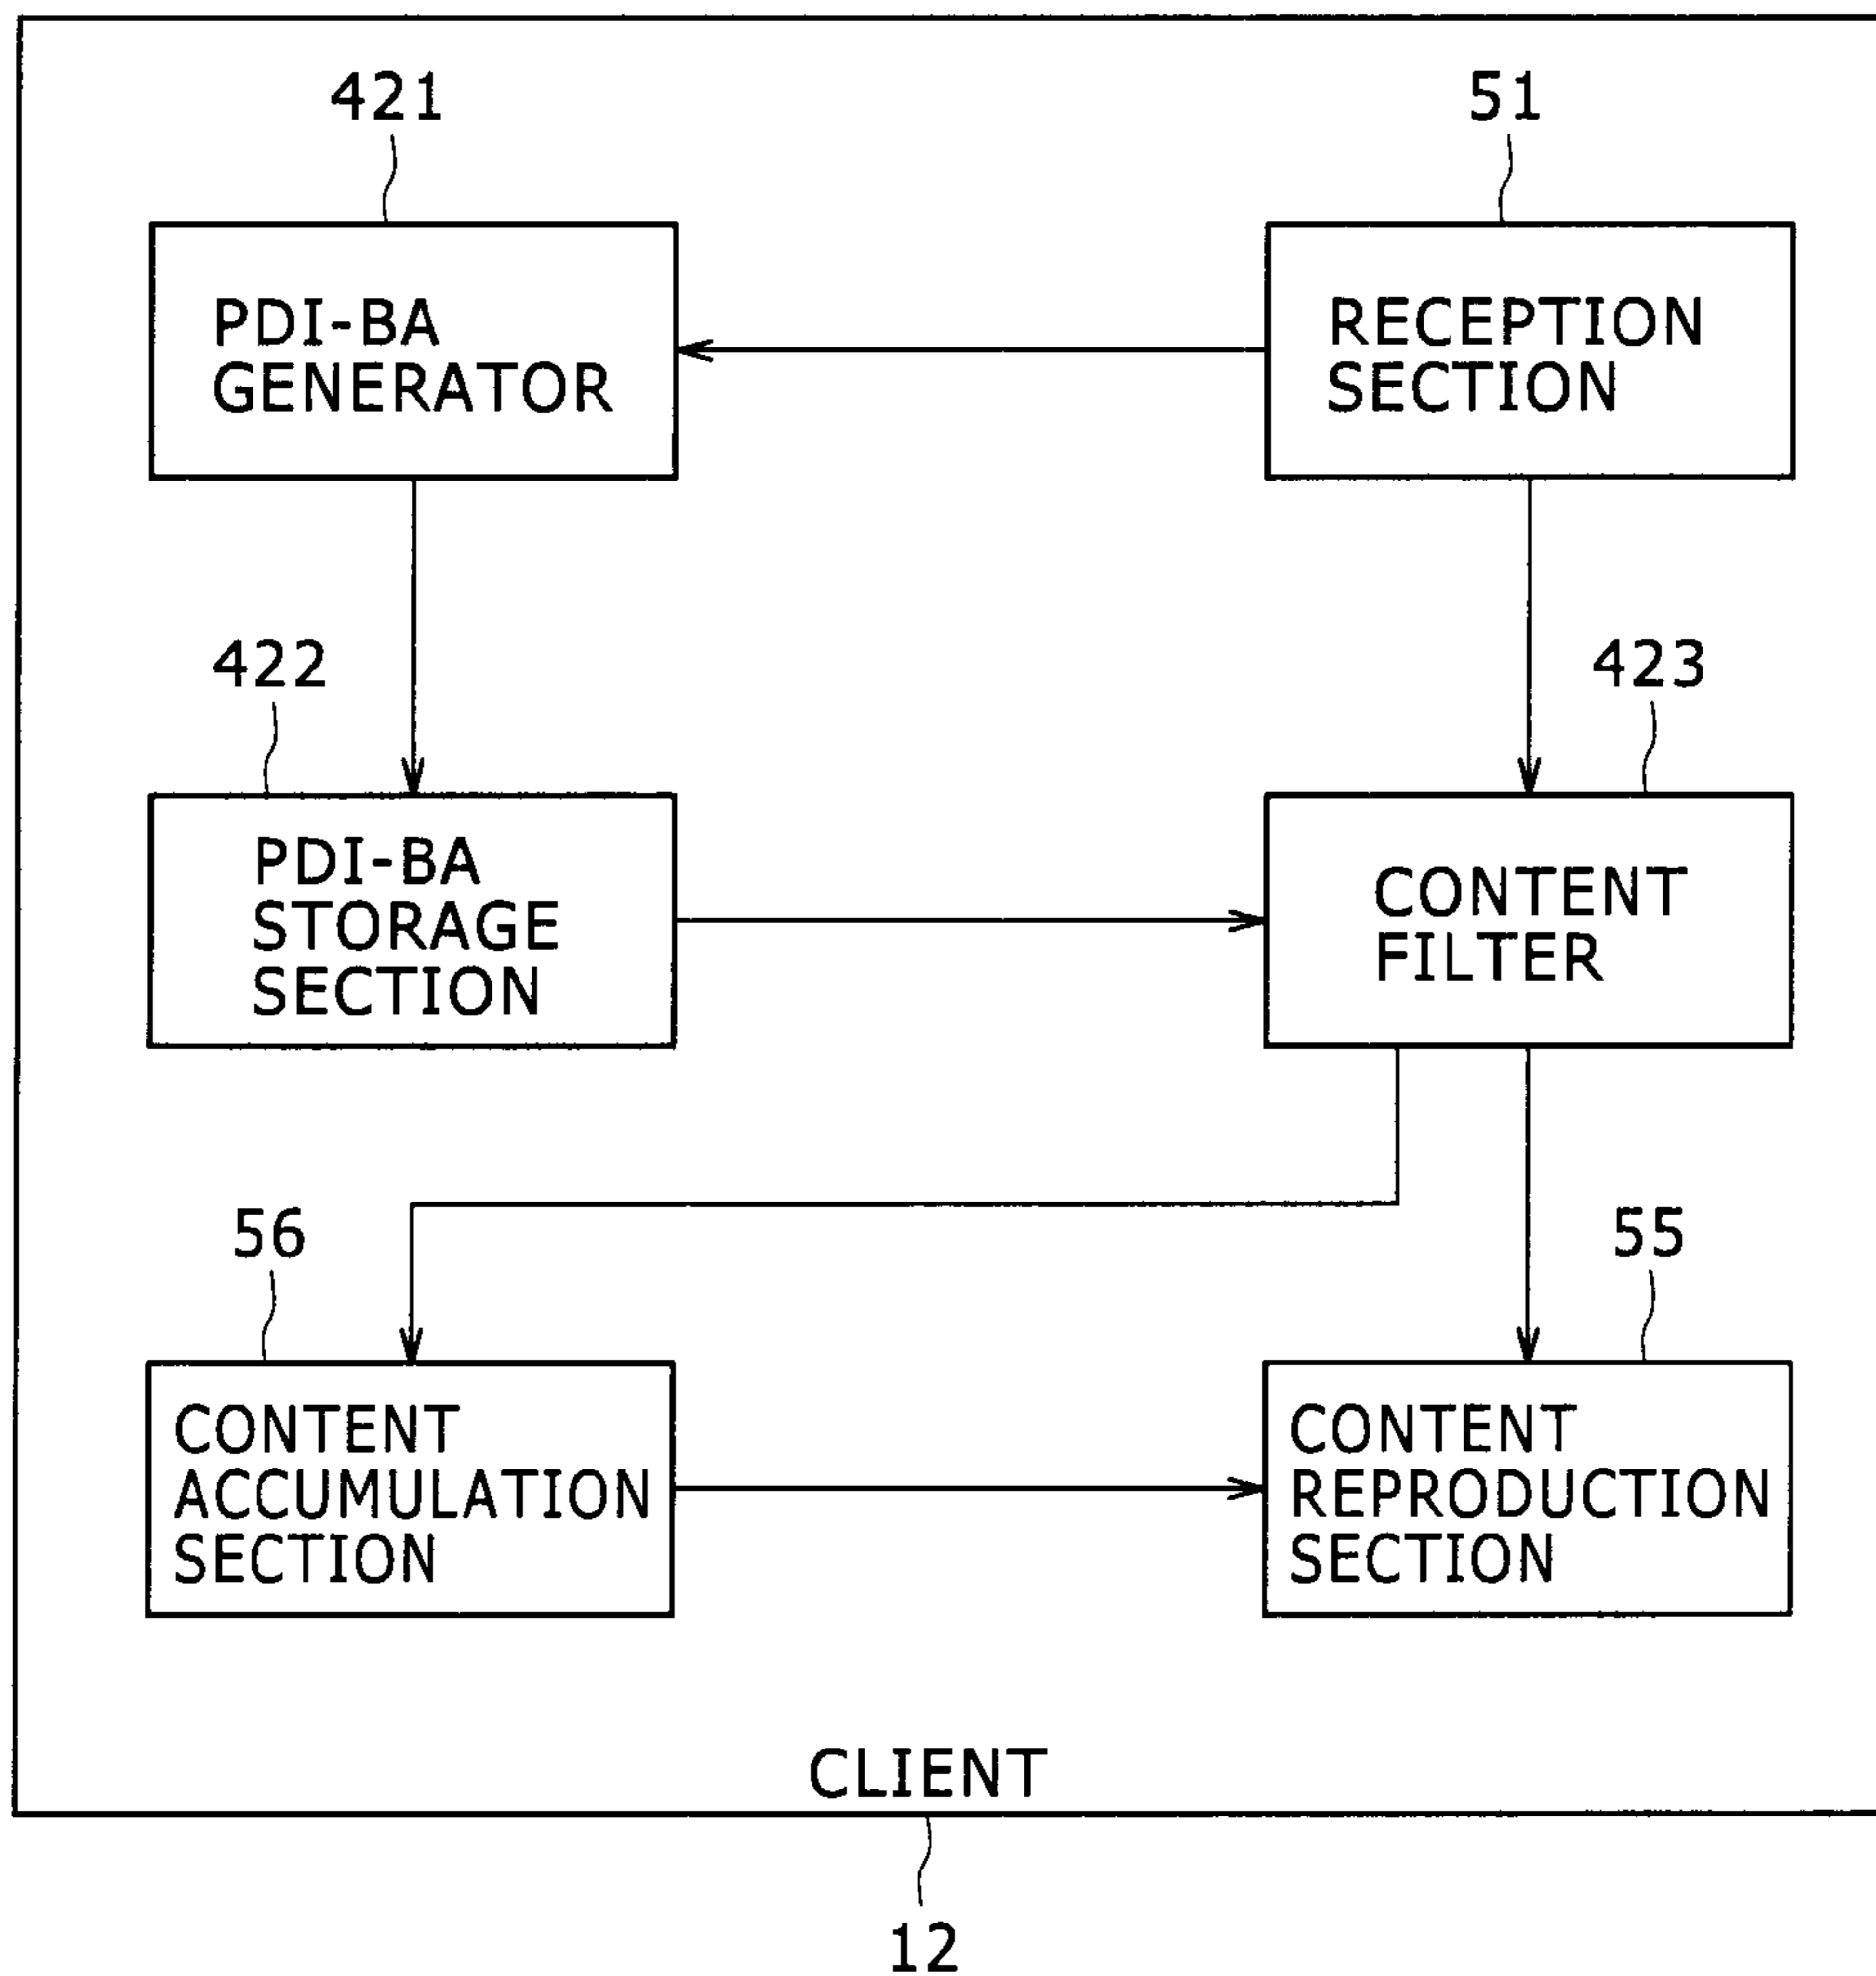 421
51
PDI-BA
GENERATOR
RECEPTION
SECTION
422
423
PDI-BA
STORAGE
SECTION
CONTENT
FILTER
56
55
CONTENT
ACCUMULATION
SECTION
CONTENT
REPRODUCTION
SECTION
CLIENT
12